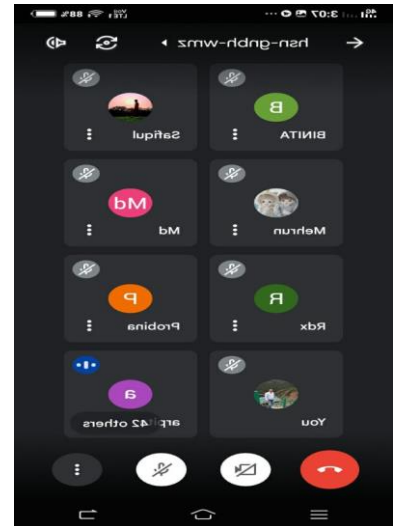 3:07 88%
hsn-gnbh-wmz
B
BINITA Safiqul
Md
Mehrun Md
R P
Rdx Probina
a
You 42 others